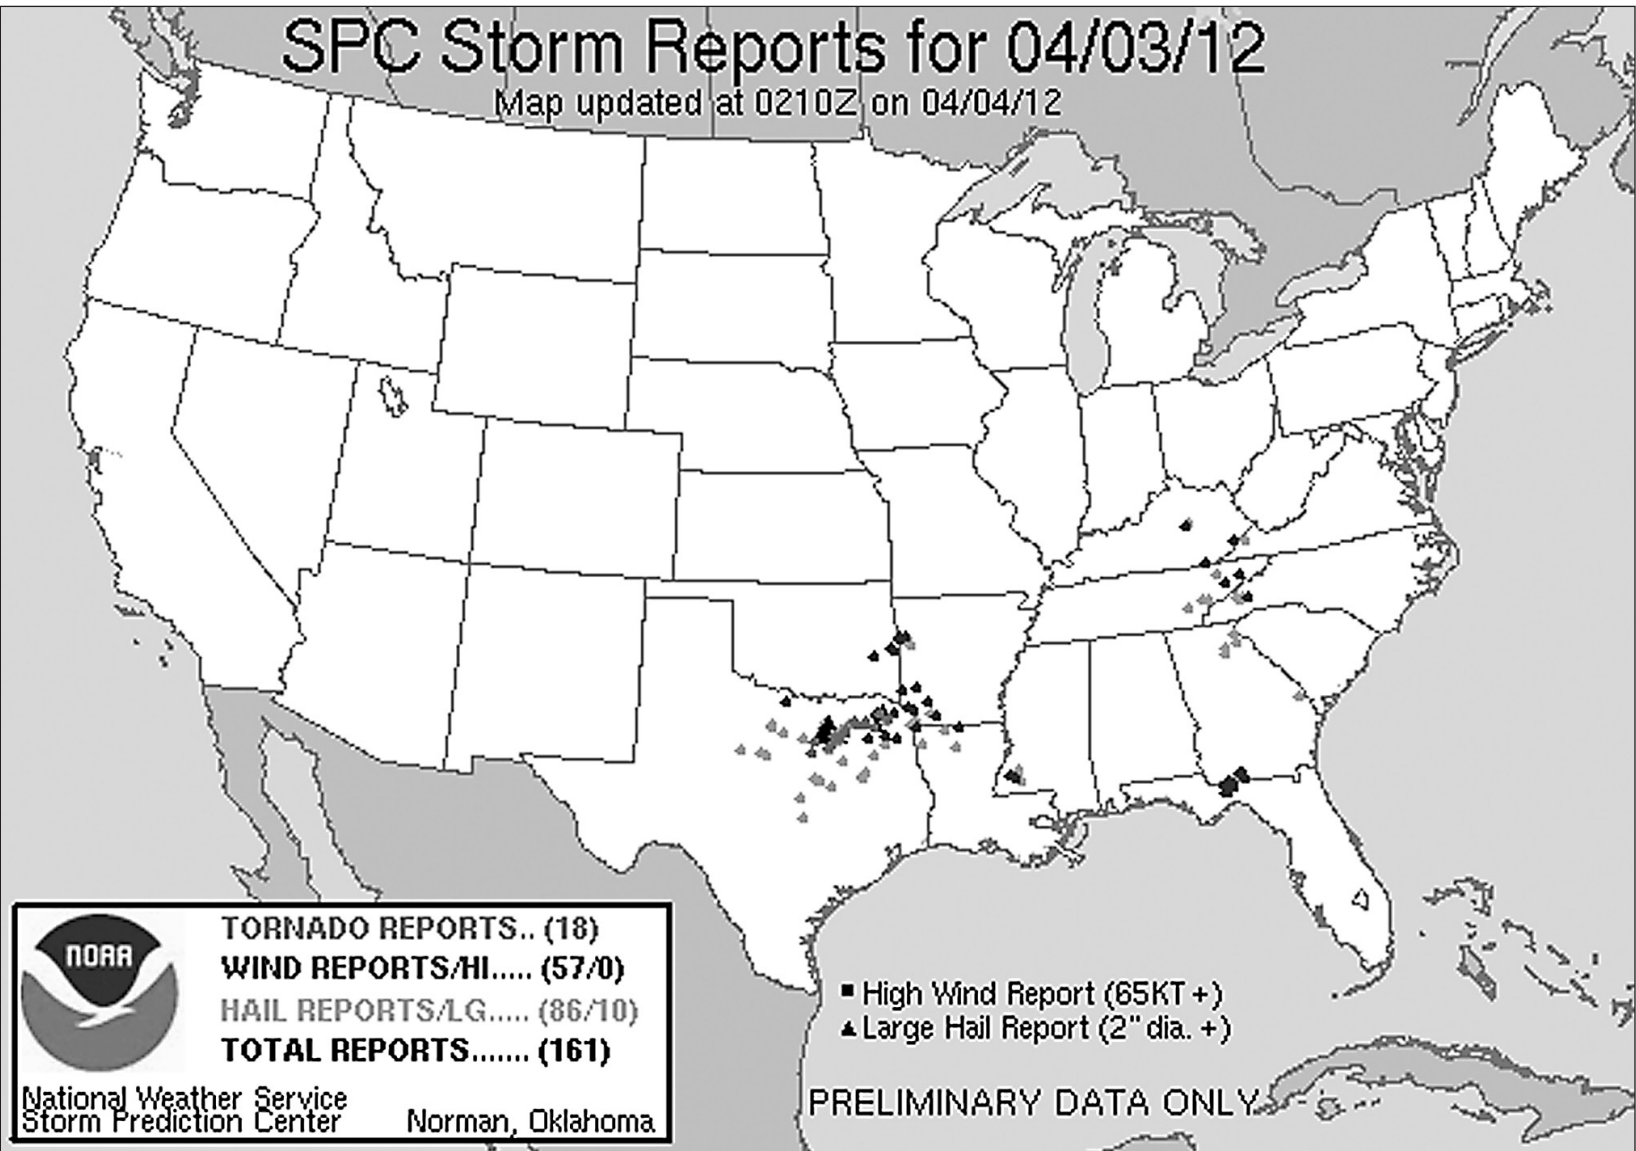 SPC Storm Reports for 04/03/12
Map updated at 0210Z on 04/04/12
NOAA
TORNADO REPORTS.. (18)
WIND REPORTS/HI..... (57/0)
HAIL REPORTS/LG..... (86/10)
TOTAL REPORTS....... (161)
National Weather Service
Storm Prediction Center Norman, Oklahoma
High Wind Report (65KT +)
Large Hail Report (2" dia. +)
PRELIMINARY DATA ONLY